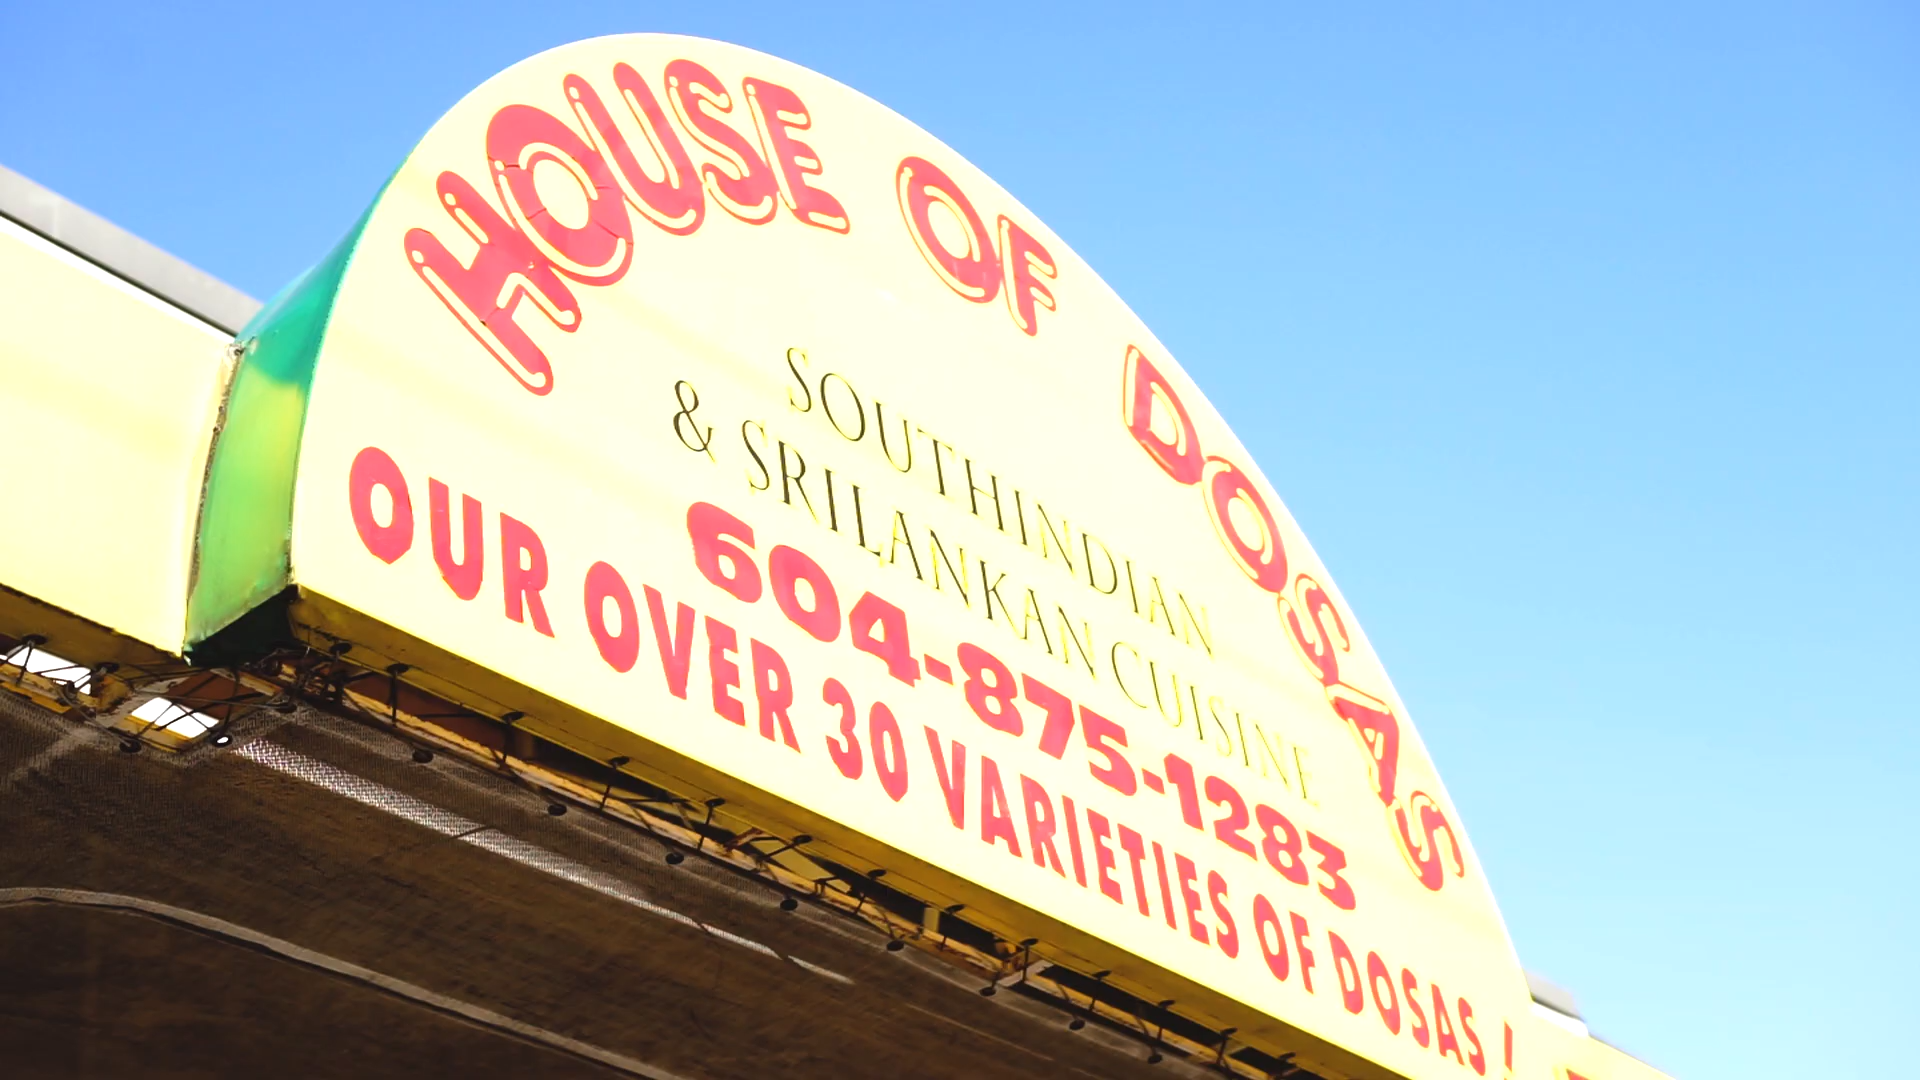 HOUSE OF DOSAS
SOUTHINDIAN
& SRILANKAN CUISINE
604-875-1283
OUR OVER 30 VARIETIES OF DOSAS !